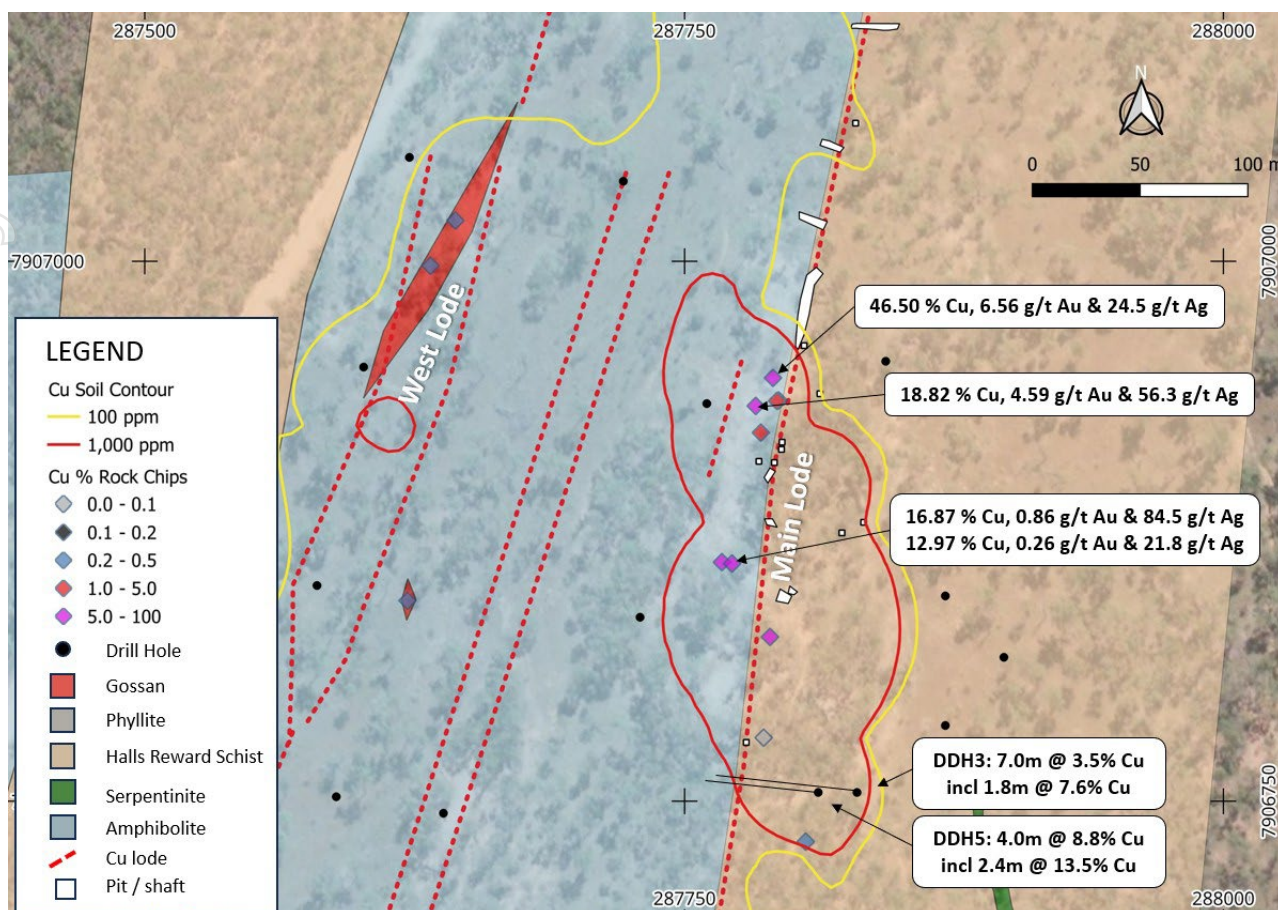 287500
287750
288000
N
0
50
100 m
7907000
7907000
46.50 % Cu, 6.56 g/t Au & 24.5 g/t Ag
18.82 % Cu, 4.59 g/t Au & 56.3 g/t Ag
West Lode
Main Lode
16.87 % Cu, 0.86 g/t Au & 84.5 g/t Ag
12.97 % Cu, 0.26 g/t Au & 21.8 g/t Ag
DDH3: 7.0m @ 3.5% Cu
incl 1.8m @ 7.6% Cu
DDH5: 4.0m @ 8.8% Cu
incl 2.4m @ 13.5% Cu
7906750
287750
288000
LEGEND
Cu Soil Contour
100 ppm
1,000 ppm
Cu % Rock Chips
0.0 - 0.1
0.1 - 0.2
0.2 - 0.5
1.0 - 5.0
5.0 - 100
Drill Hole
Gossan
Phyllite
Halls Reward Schist
Serpentinite
Amphibolite
Cu lode
Pit / shaft